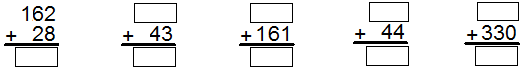 162
+ 28 + 43 + 161 + 44 + 330